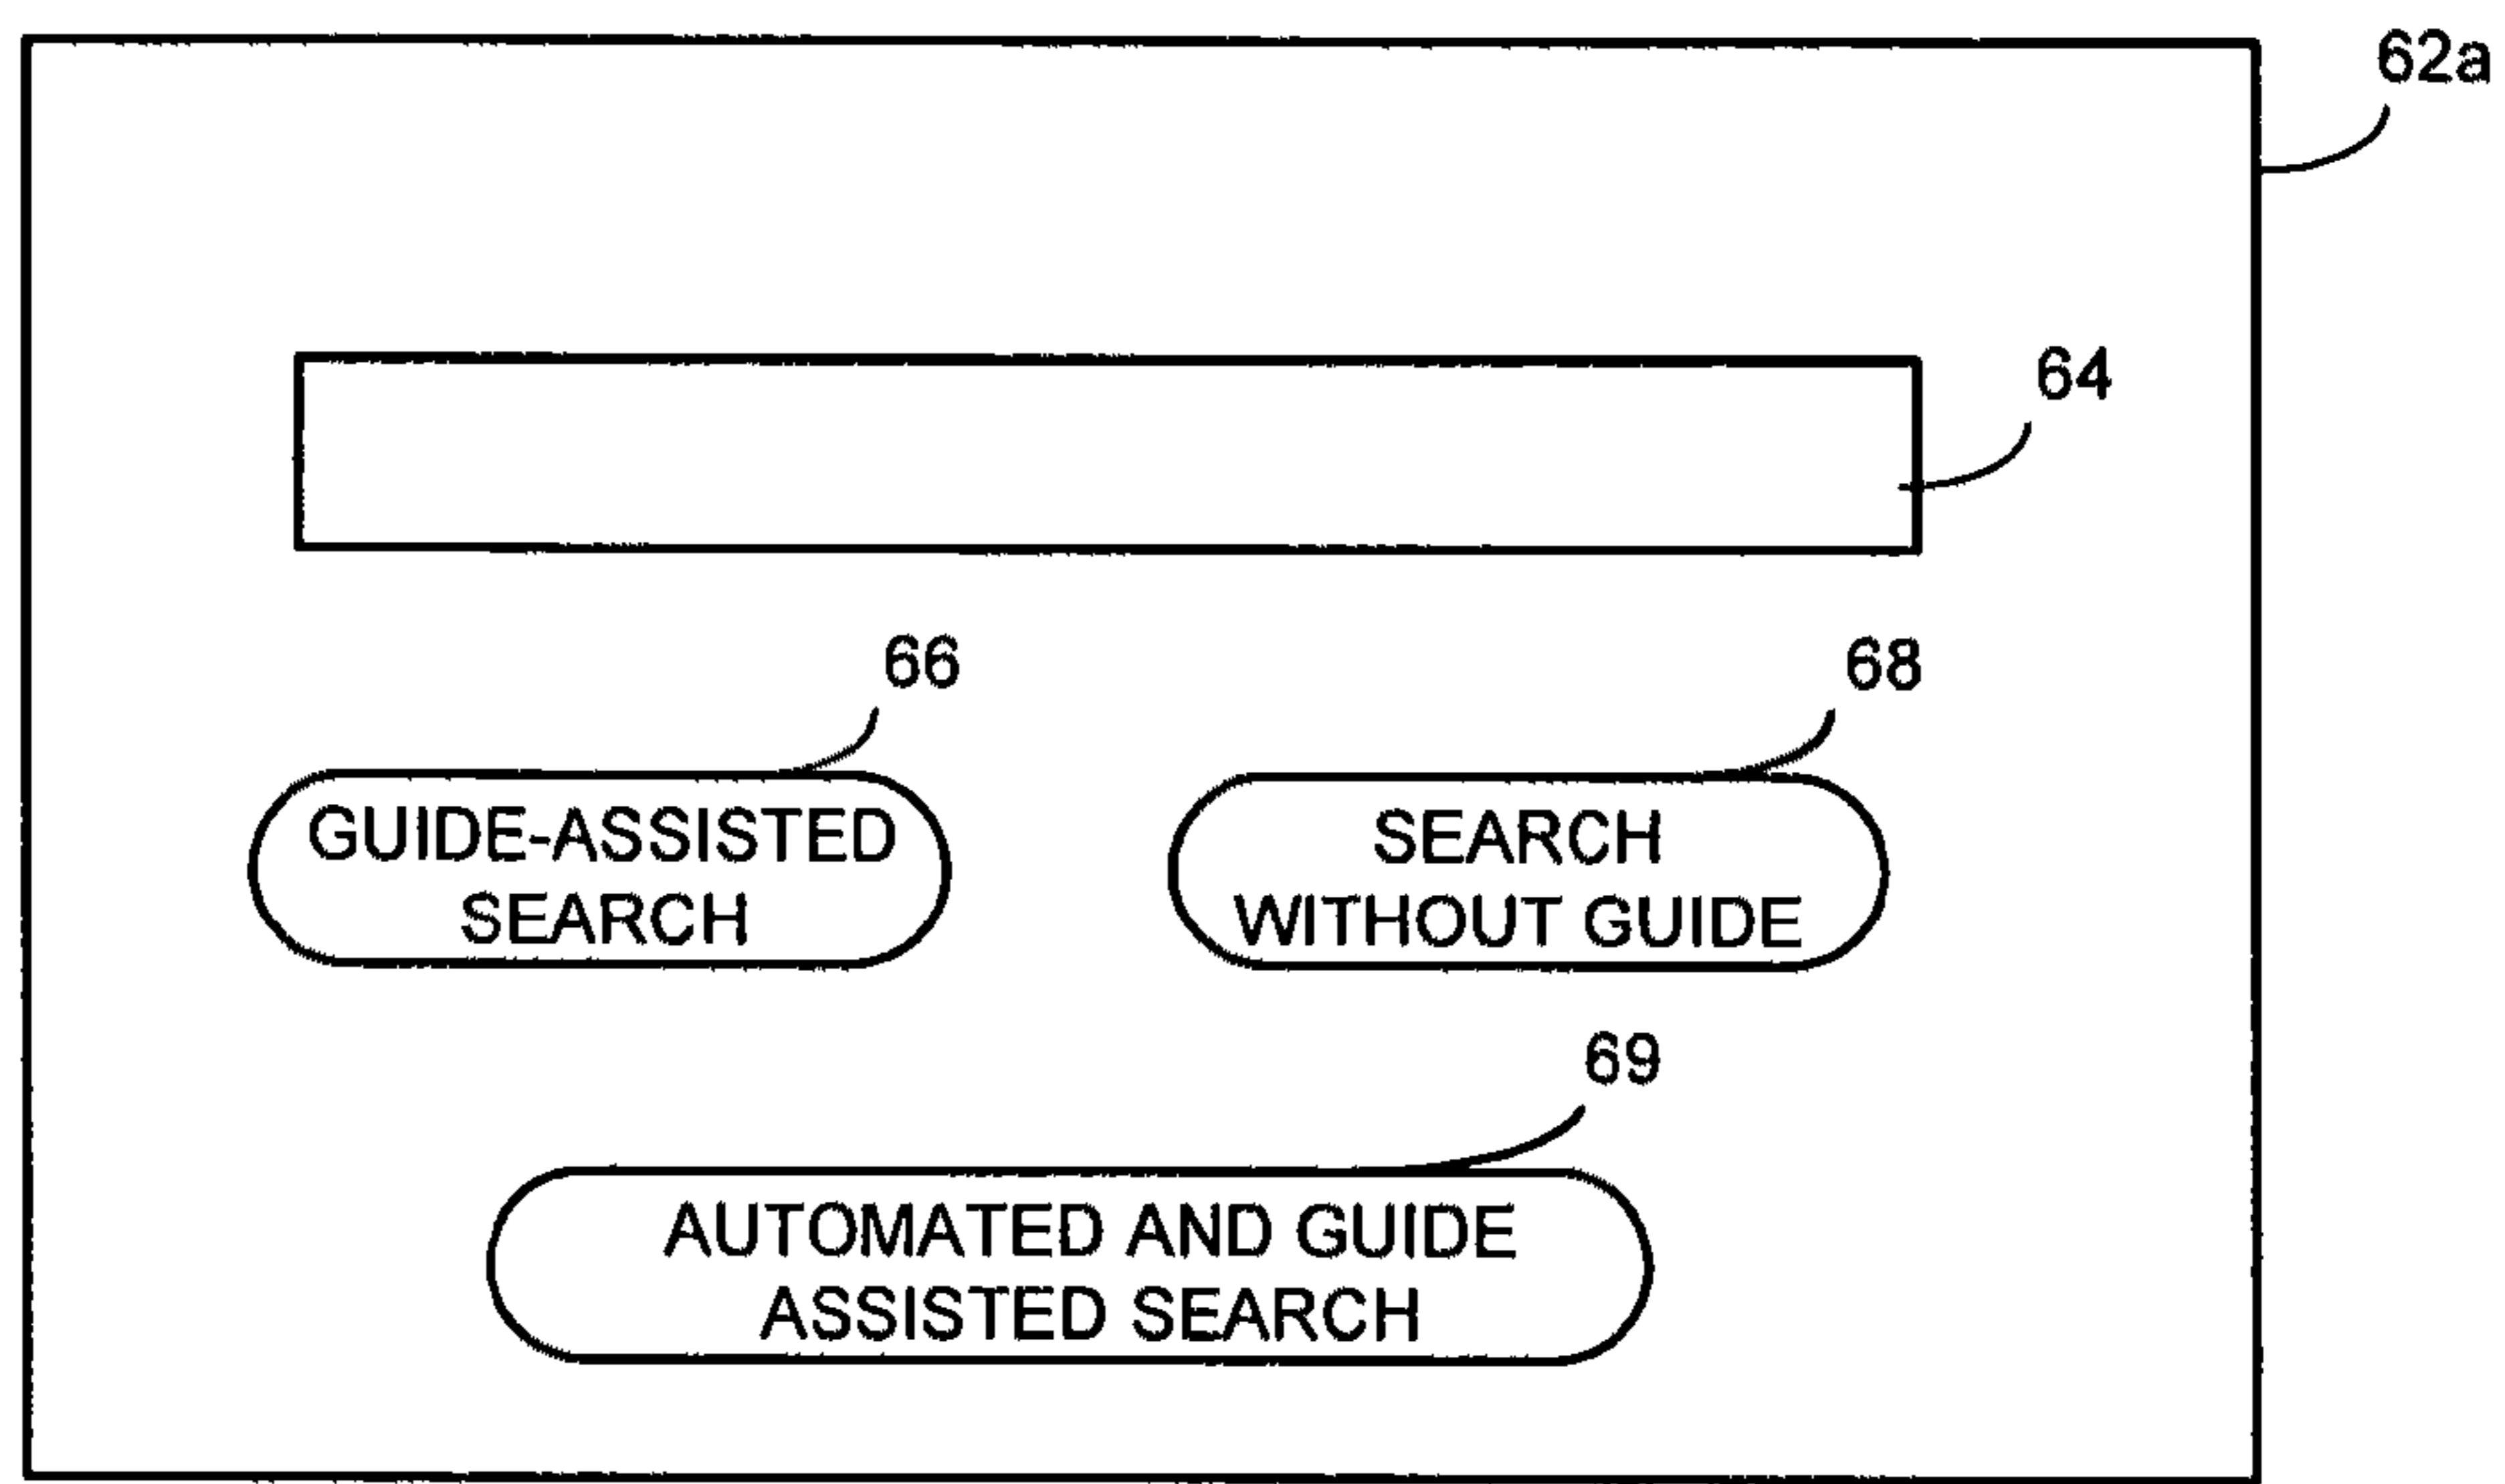 62a
64
66
68
GUIDE-ASSISTED
SEARCH
SEARCH
WITHOUT GUIDE
69
AUTOMATED AND GUIDE
ASSISTED SEARCH